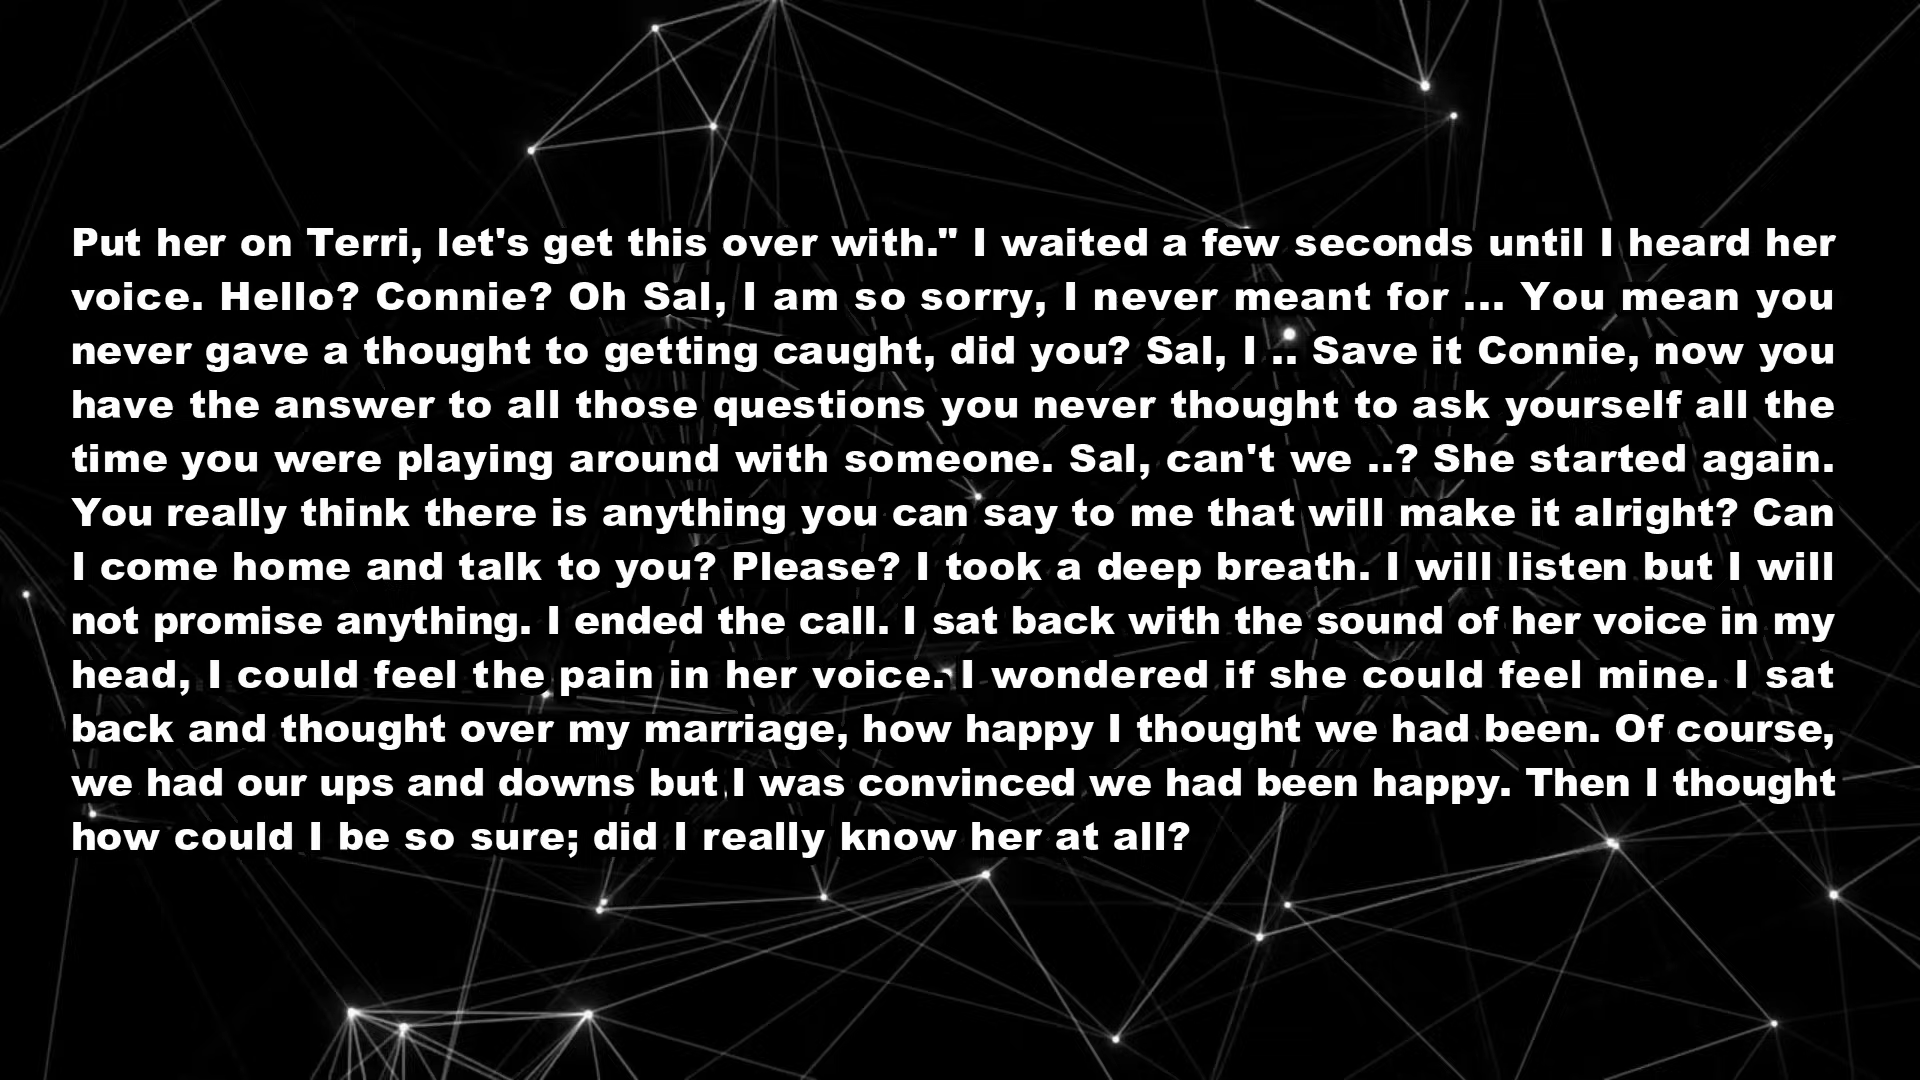 Put her on Terri, let's get this over with." I waited a few seconds until I heard her
voice. Hello? Connie? Oh Sal, I am so sorry, I never meant for ... You mean you
never gave a thought to getting caught, did you? Sal, I .. Save it Connie, now you
have the answer to all those questions you never thought to ask yourself all the
time you were playing around with someone. Sal, can't we ..? She started again.
You really think there is anything you can say to me that will make it alright? Can
I come home and talk to you? Please? I took a deep breath. I will listen but I will
not promise anything. I ended the call. I sat back with the sound of her voice in my
head, I could feel the pain in her voice. I wondered if she could feel mine. I sat
back and thought over my marriage, how happy I thought we had been. Of course,
we had our ups and downs but I was convinced we had been happy. Then I thought
how could I be so sure; did I really know her at all?